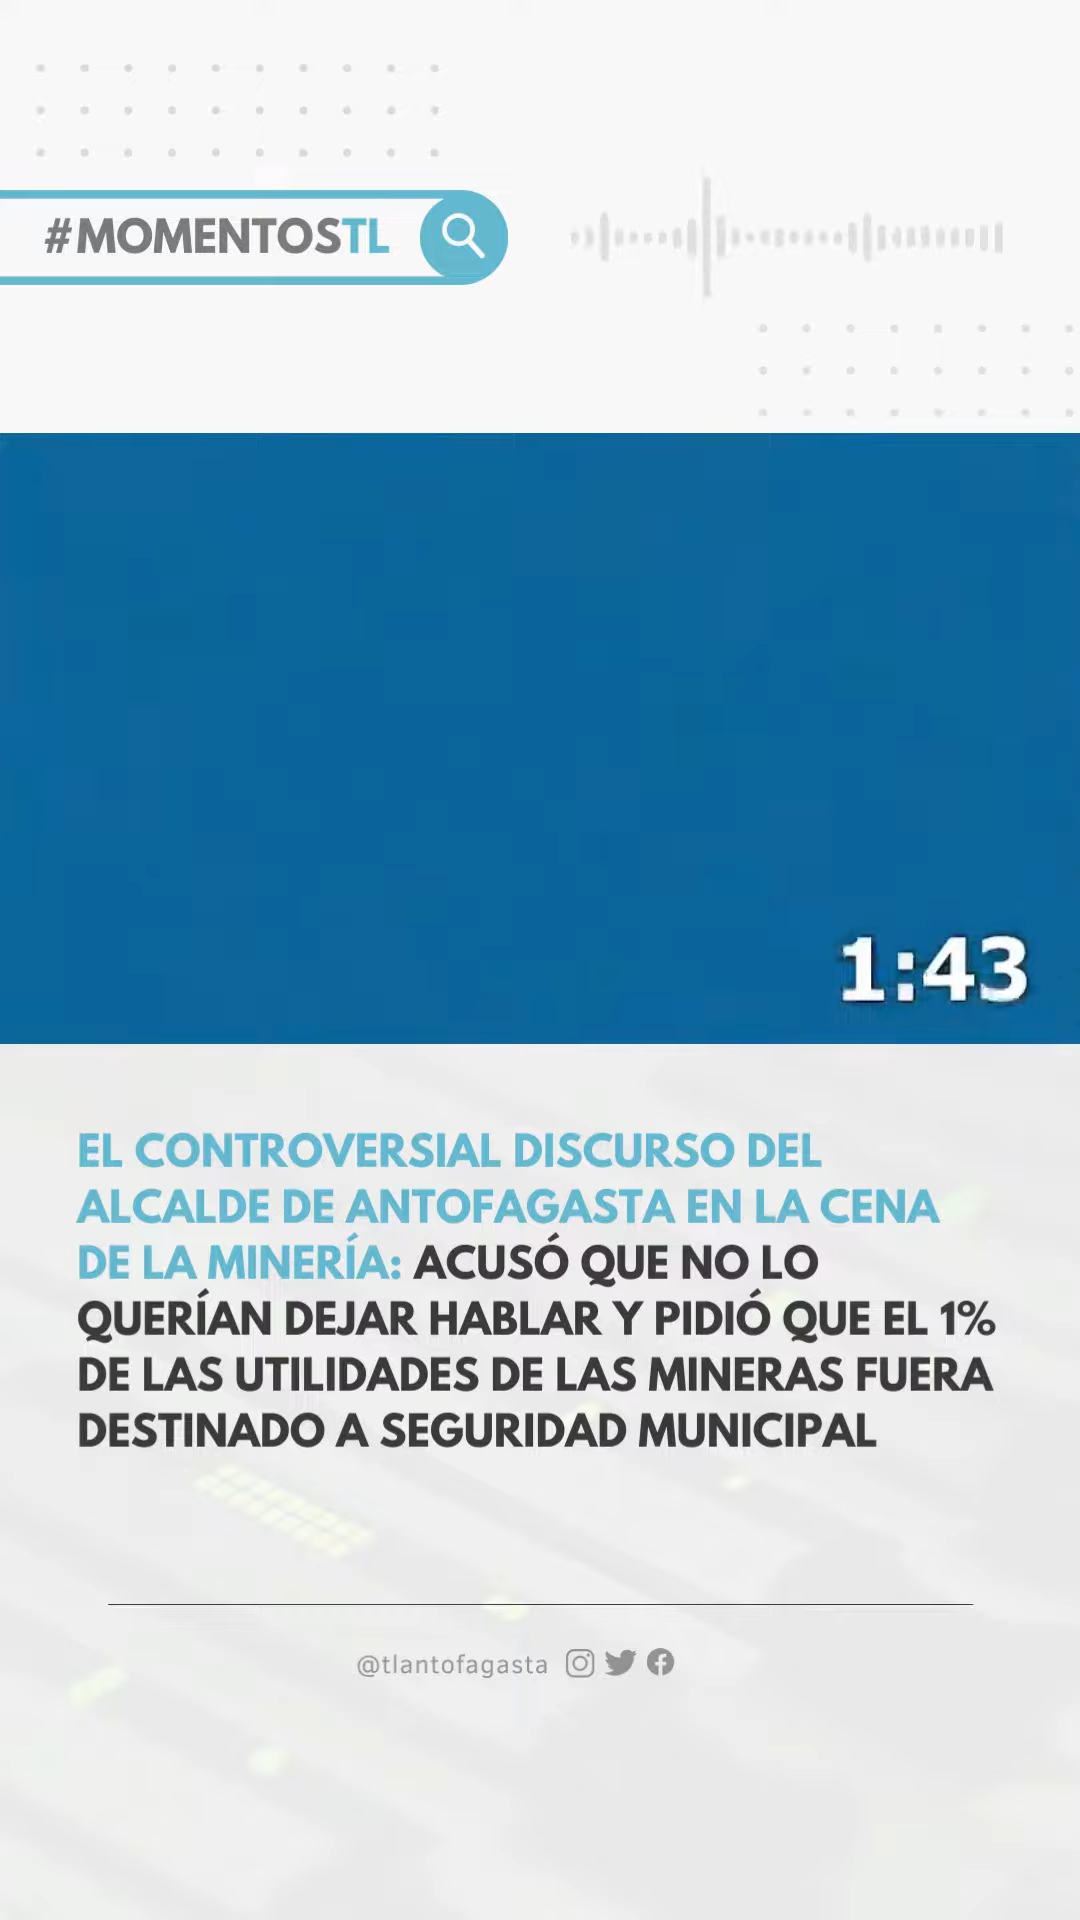 #MOMENTOSTL
1:43
EL CONTROVERSIAL DISCURSO DEL
ALCALDE DE ANTOFAGASTA EN LA CENA
DE LA MINERÍA: ACUSÓ QUE NO LO
QUERÍAN DEJAR HABLAR Y PIDIÓ QUE EL 1%
DE LAS UTILIDADES DE LAS MINERAS FUERA
DESTINADO A SEGURIDAD MUNICIPAL
@tlantofagasta